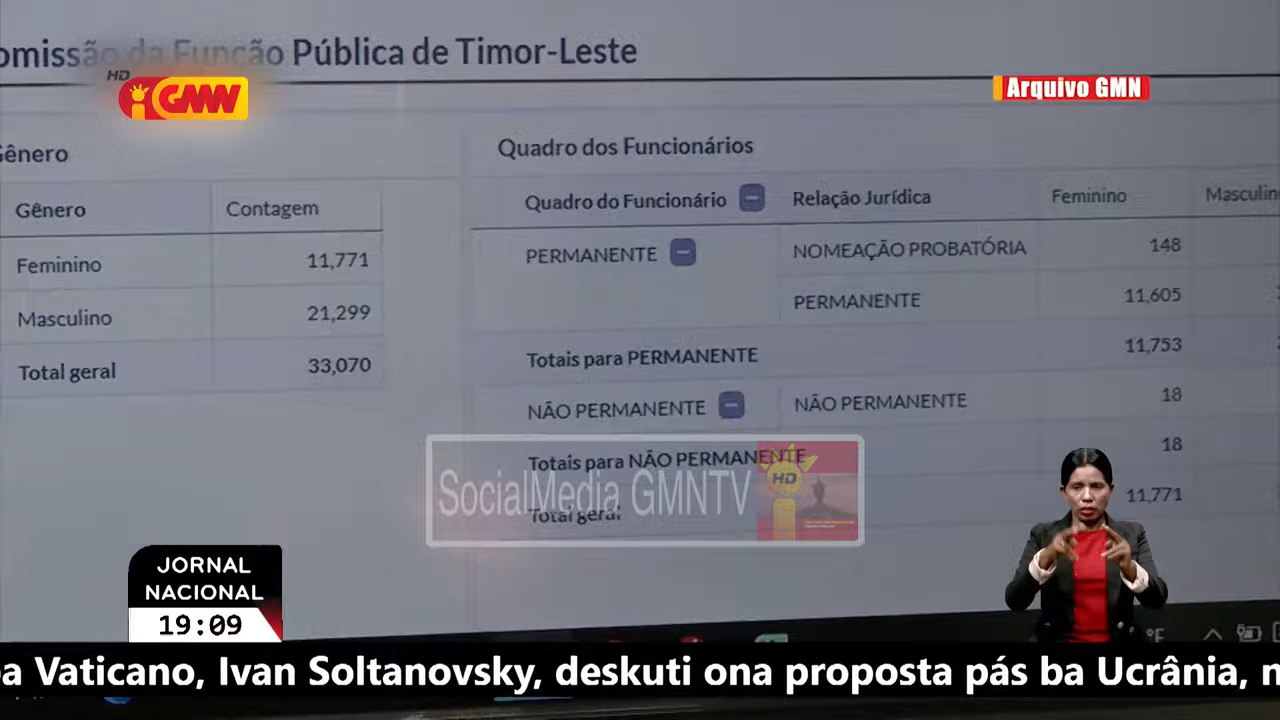 omissão da Função Pública de Timor-Leste
HD
GMN
Arquivo GMN
Gênero
Gênero Contagem
Feminino 11,771
Masculino 21,299
Total geral 33,070
Quadro dos Funcionários
Quadro do Funcionário Relação Jurídica Feminino Masculin
PERMANENTE NOMEAÇÃO PROBATÓRIA 148
PERMANENTE 11,605
Totais para PERMANENTE 11,753
NÃO PERMANENTE NÃO PERMANENTE 18
Totais para NÃO PERMANENTE 18
Total geral 11,771
SocialMedia GMNTV
HD
JORNAL
NACIONAL
19:09
°F
a Vaticano, Ivan Soltanovsky, deskuti ona proposta pás ba Ucrânia, n